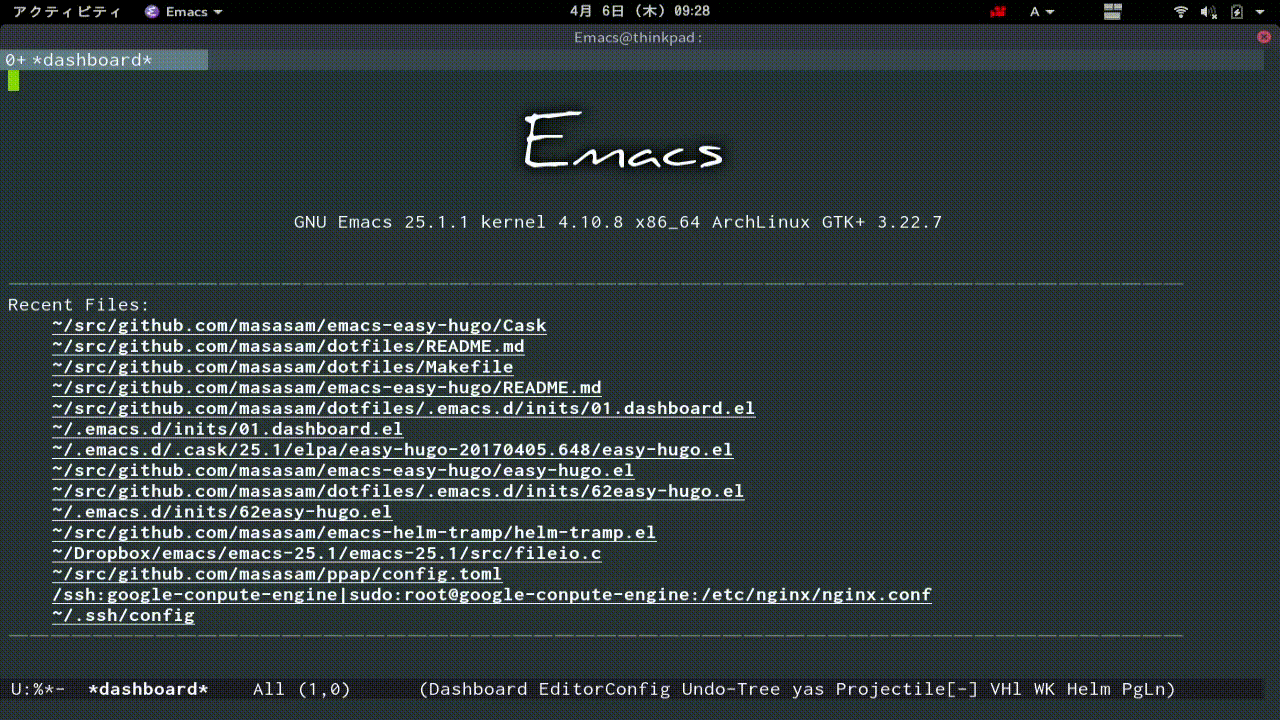 アクティビティ Emacs 4月 6日 (木) 09:28 A
Emacs@thinkpad:
0+ *dashboard*
Emacs
GNU Emacs 25.1.1 kernel 4.10.8 x86_64 ArchLinux GTK+ 3.22.7
Recent Files:
~/src/github.com/masasam/emacs-easy-hugo/Cask
~/src/github.com/masasam/dotfiles/README.md
~/src/github.com/masasam/dotfiles/Makefile
~/src/github.com/masasam/emacs-easy-hugo/README.md
~/src/github.com/masasam/dotfiles/.emacs.d/inits/01.dashboard.el
~/.emacs.d/inits/01.dashboard.el
~/.emacs.d/.cask/25.1/elpa/easy-hugo-20170405.648/easy-hugo.el
~/src/github.com/masasam/emacs-easy-hugo/easy-hugo.el
~/src/github.com/masasam/dotfiles/.emacs.d/inits/62easy-hugo.el
~/.emacs.d/inits/62easy-hugo.el
~/src/github.com/masasam/emacs-helm-tramp/helm-tramp.el
~/Dropbox/emacs/emacs-25.1/emacs-25.1/src/fileio.c
~/src/github.com/masasam/ppap/config.toml
/ssh:google-conpute-engine|sudo:root@google-conpute-engine:/etc/nginx/nginx.conf
~/.ssh/config
U:%*- *dashboard* All (1,0) (Dashboard EditorConfig Undo-Tree yas Projectile[-] VHl WK Helm PgLn)